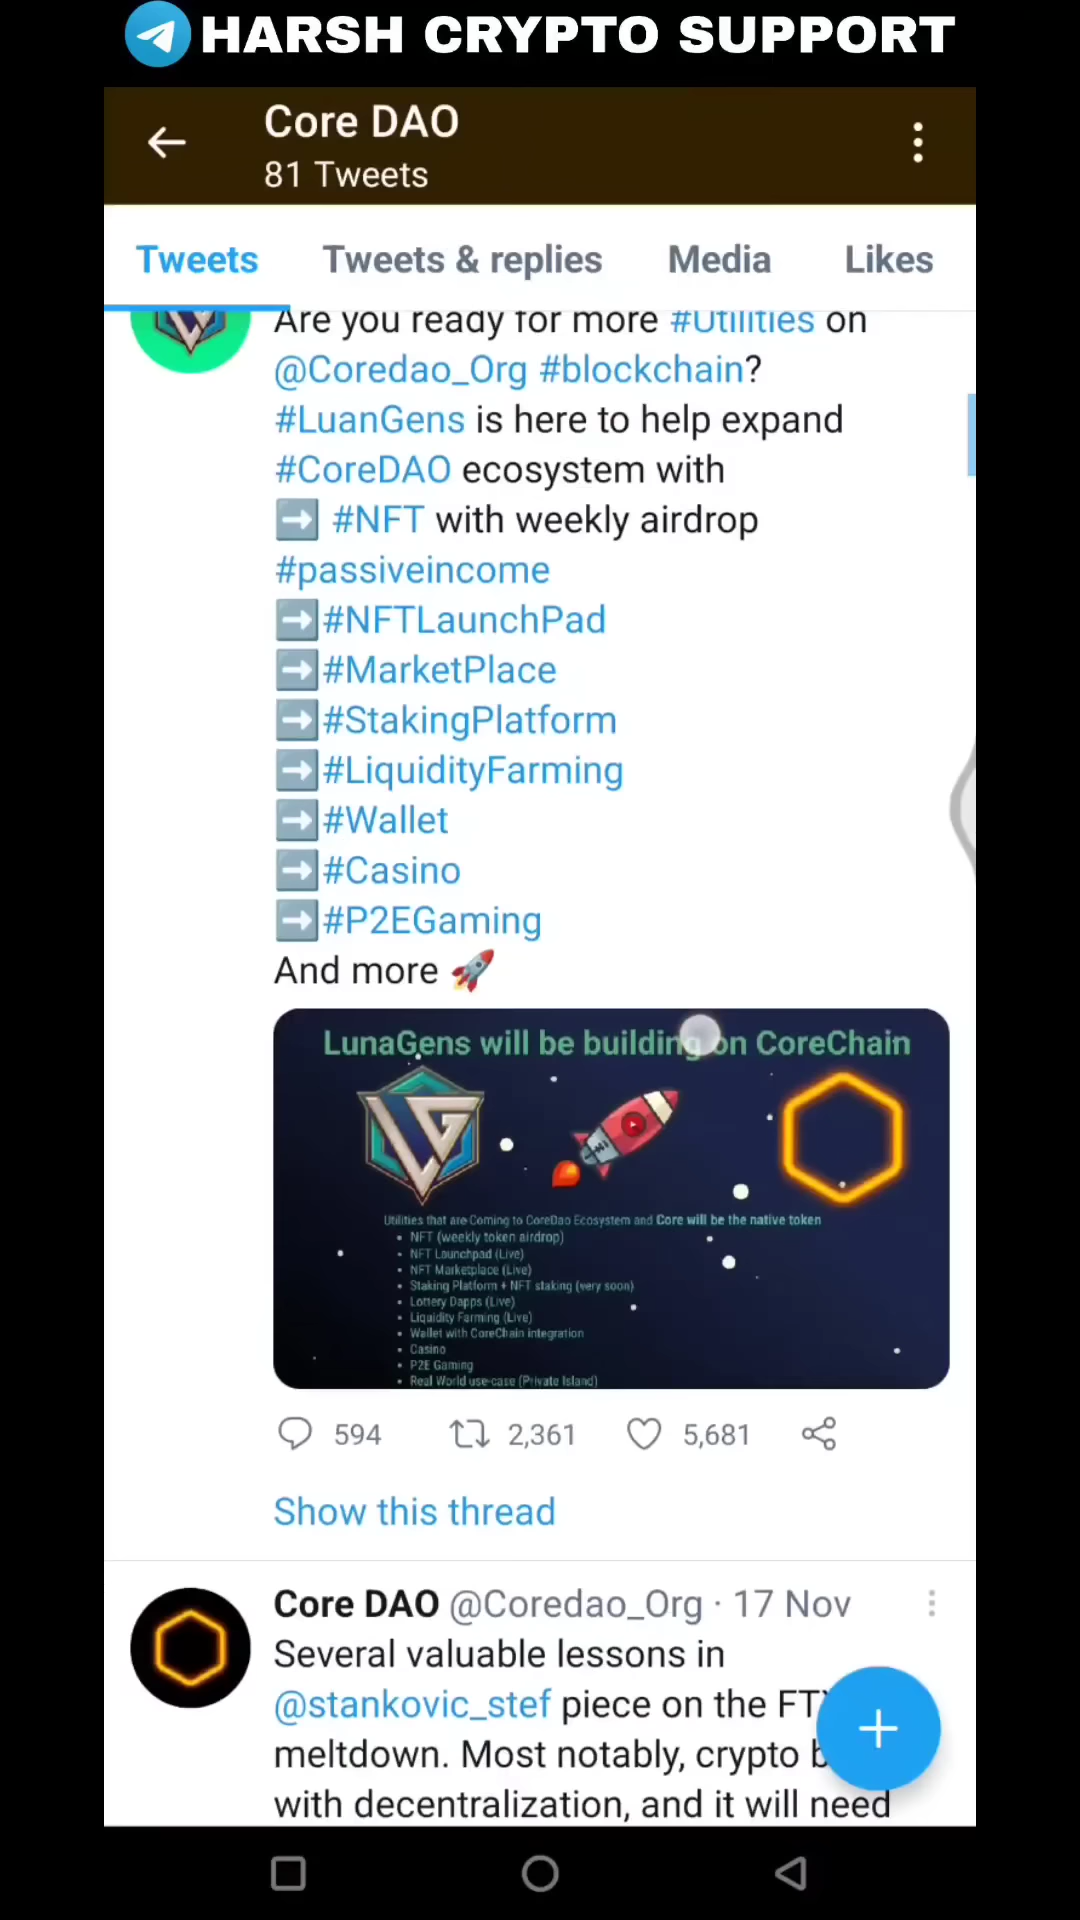 HARSH CRYPTO SUPPORT
Core DAO
81 Tweets
Tweets
Tweets & replies
Media
Likes
Are you ready for more #Utilities on
@Coredao_Org #blockchain?
#LuanGens is here to help expand
#CoreDAO ecosystem with
➡️ #NFT with weekly airdrop
#passiveincome
➡️#NFTLaunchPad
➡️#MarketPlace
➡️#StakingPlatform
➡️#LiquidityFarming
➡️#Wallet
➡️#Casino
➡️#P2EGaming
And more 🚀
LunaGens will be building on CoreChain
Utilities that are Coming to CoreDao Ecosystem and Core will be the native token
• NFT (weekly token airdrop)
• NFT Launchpad (Live)
• NFT Marketplace (Live)
• Staking Platform + NFT staking (very soon)
• Lottery Dapps (Live)
• Liquidity Farming (Live)
• Wallet with CoreChain integration
• Casino
• P2E Gaming
• Real World use-case (Private Island)
594
2,361
5,681
Show this thread
Core DAO @Coredao_Org · 17 Nov
Several valuable lessons in
@stankovic_stef piece on the FT
meltdown. Most notably, crypto
with decentralization, and it will need